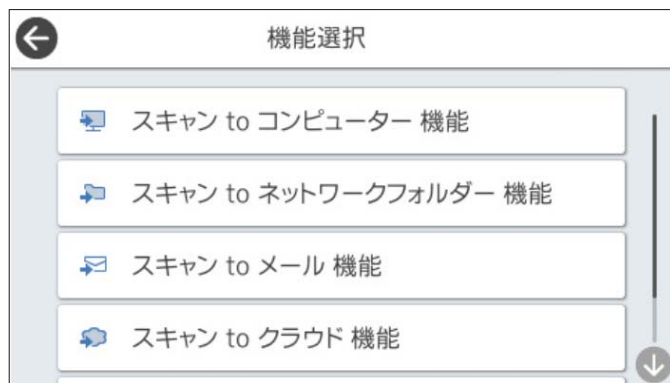 機能選択
スキャン to コンピューター 機能
スキャン to ネットワークフォルダー 機能
スキャン to メール 機能
スキャン to クラウド 機能